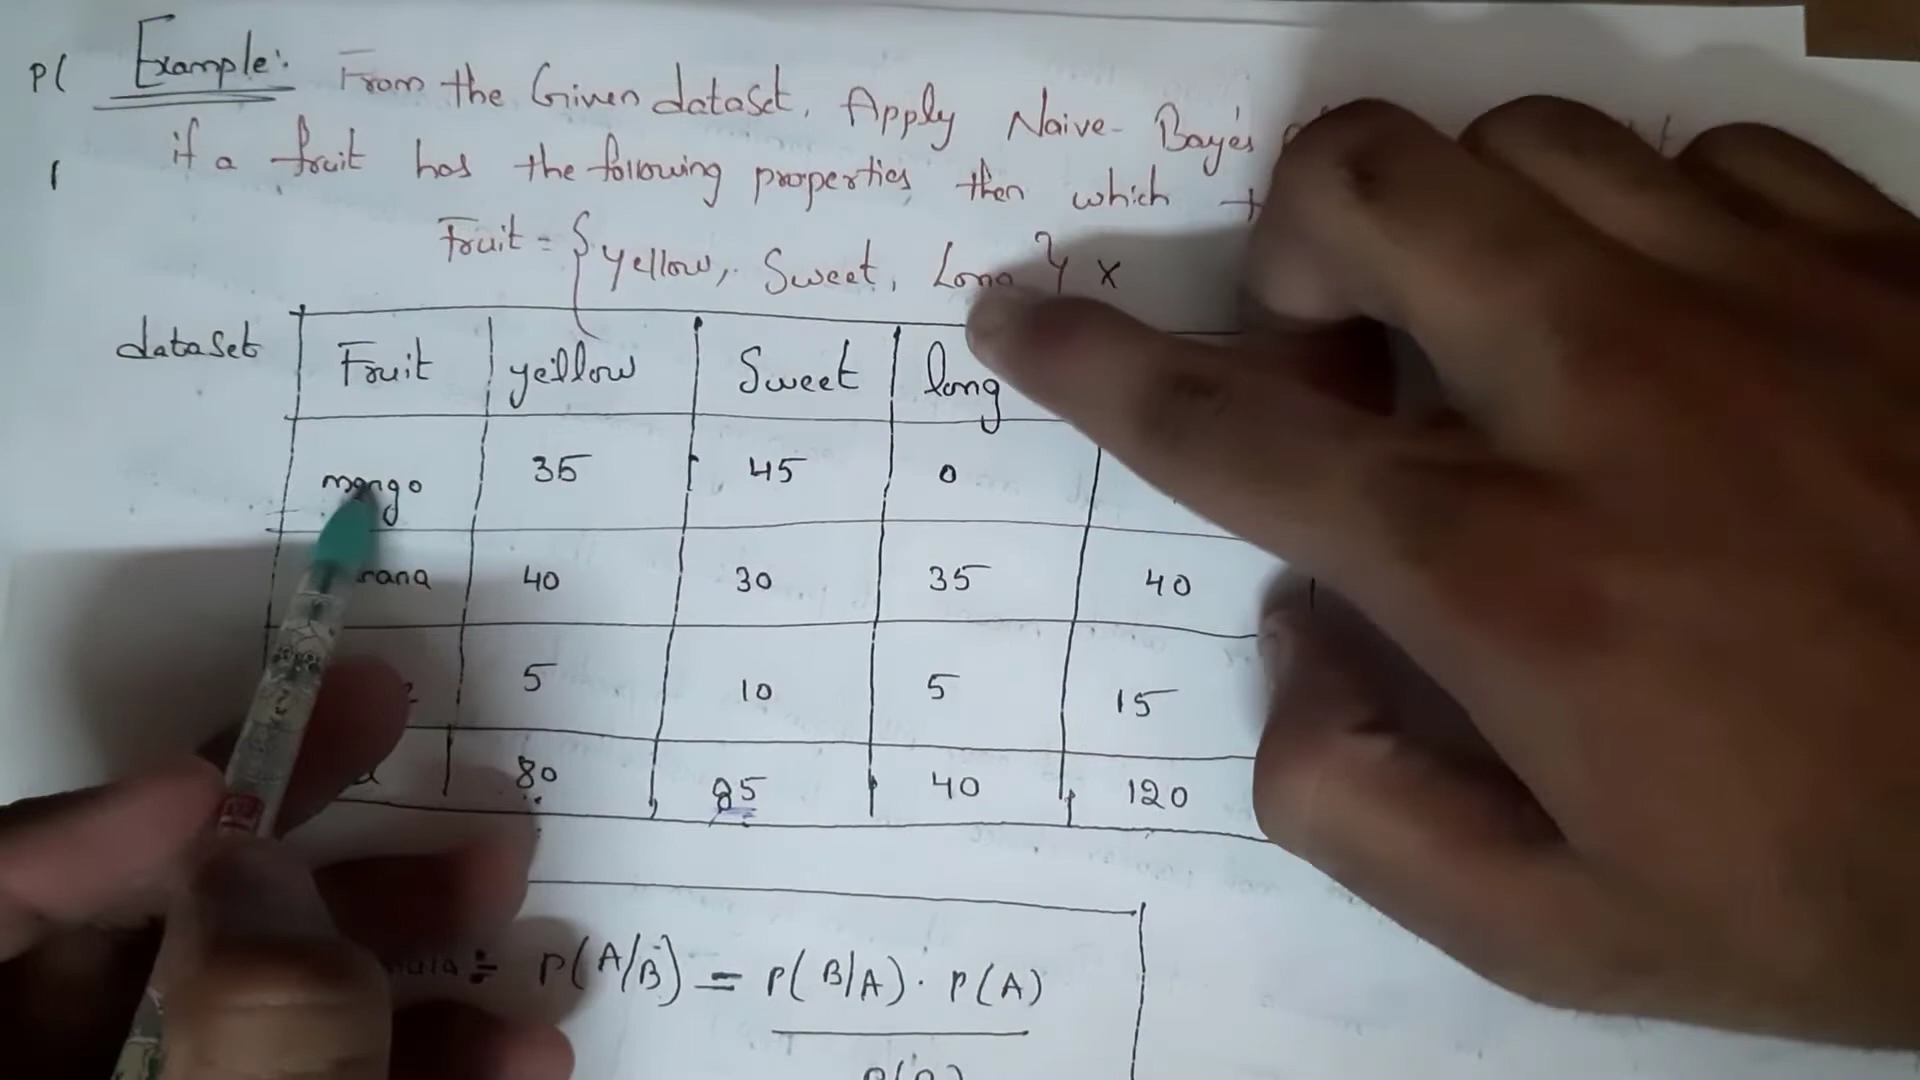 P( Example: From the Given dataset, Apply Naive-Baye's
if a fruit has the following properties then which
Fruit = { yellow, Sweet, Long } x
dataset
Fruit yellow Sweet long
mango 35 45 0
40 30 35 40
5 10 5 15
80 85 40 120
P(A/B) = P(B/A) . P(A)